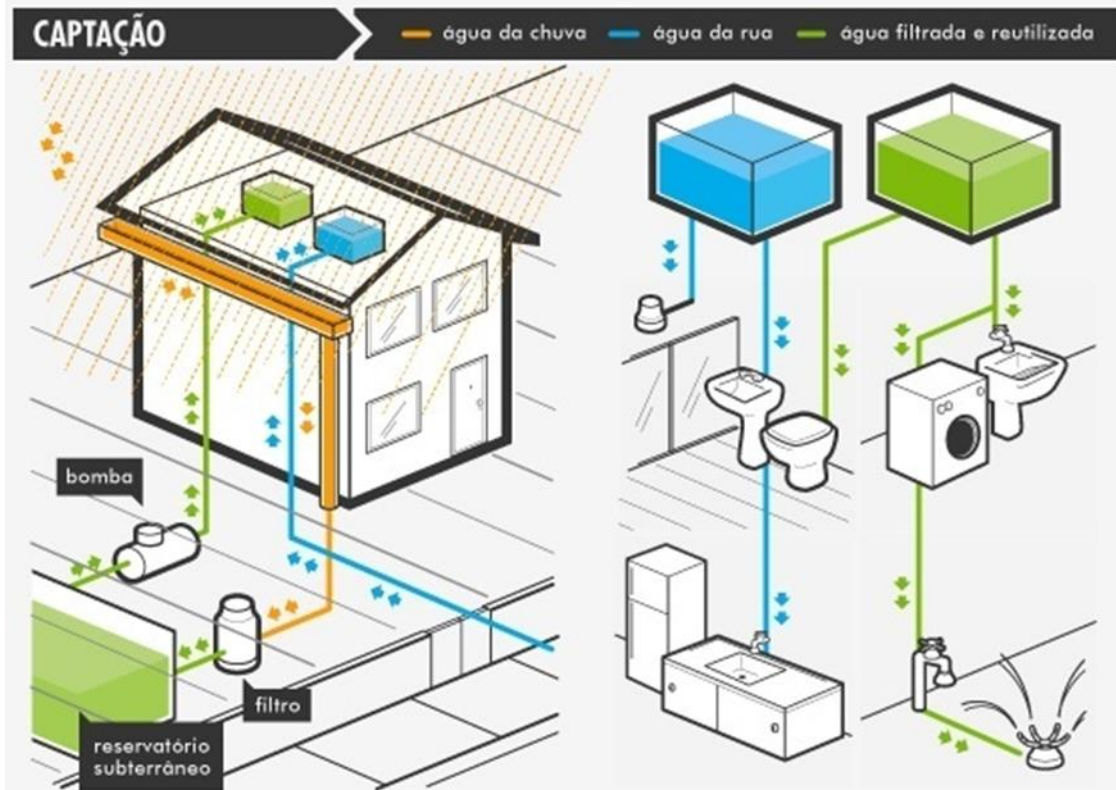 CAPTAÇÃO
água da chuva
água da rua
água filtrada e reutilizada
bomba
filtro
reservatório
subterrâneo